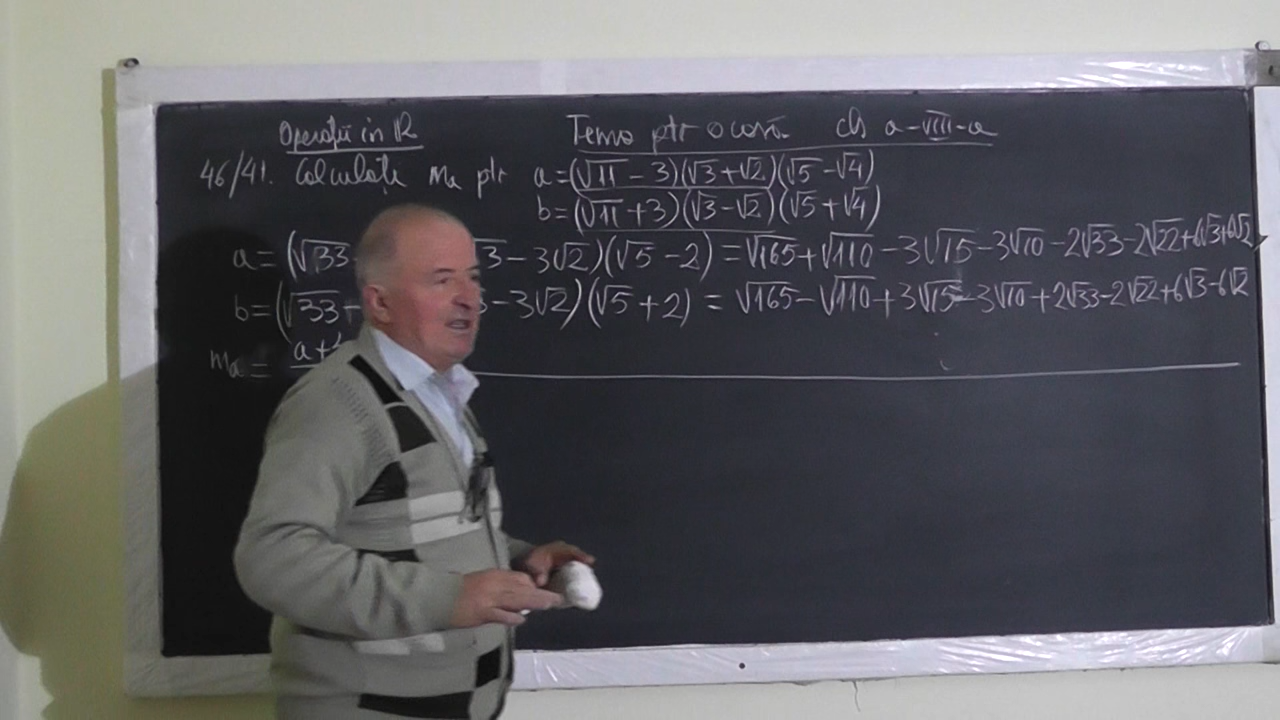 Operații în ℝ Tema ptr acasă cls a-VIII-a
46/41. Calculați Ma ptr a=(√11-3)(√3+√2)(√5-√4)
b=(√11+3)(√3-√2)(√5+√4)
a=(√33 3-3√2)(√5-2)=√165+√110-3√15-3√10-2√33-2√22+6√3+6√2
b=(√33+ 3-3√2)(√5+2)=√165-√110+3√15-3√10+2√33-2√22+6√3-6√2
Ma= a+